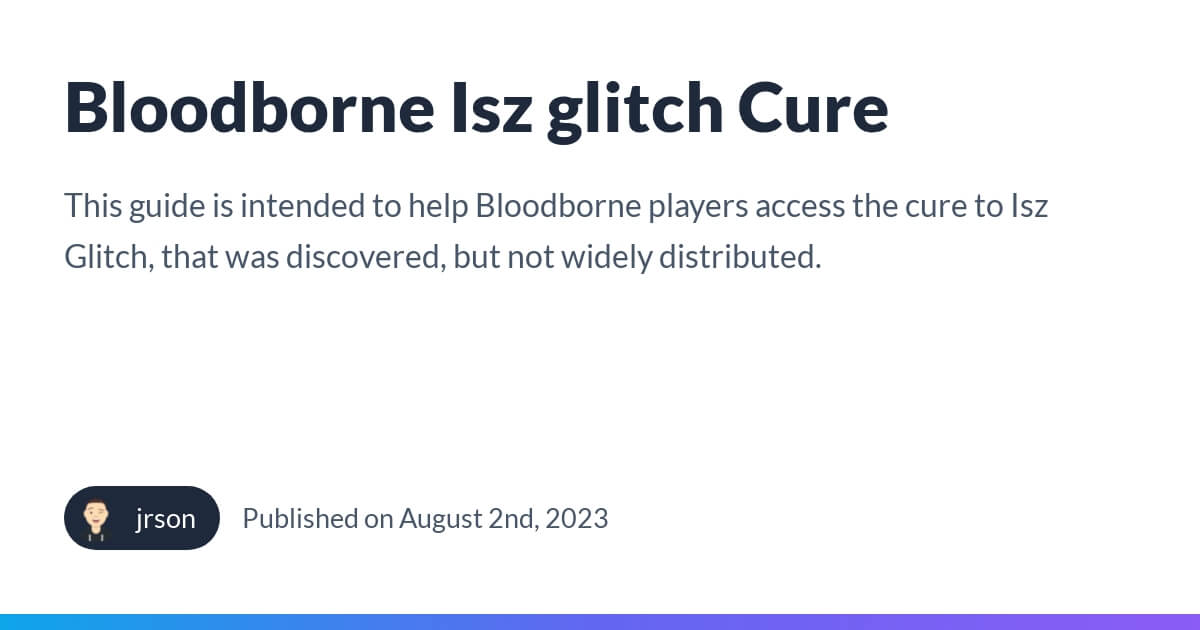 Bloodborne Isz glitch Cure
This guide is intended to help Bloodborne players access the cure to Isz
Glitch, that was discovered, but not widely distributed.
jrson
Published on August 2nd, 2023